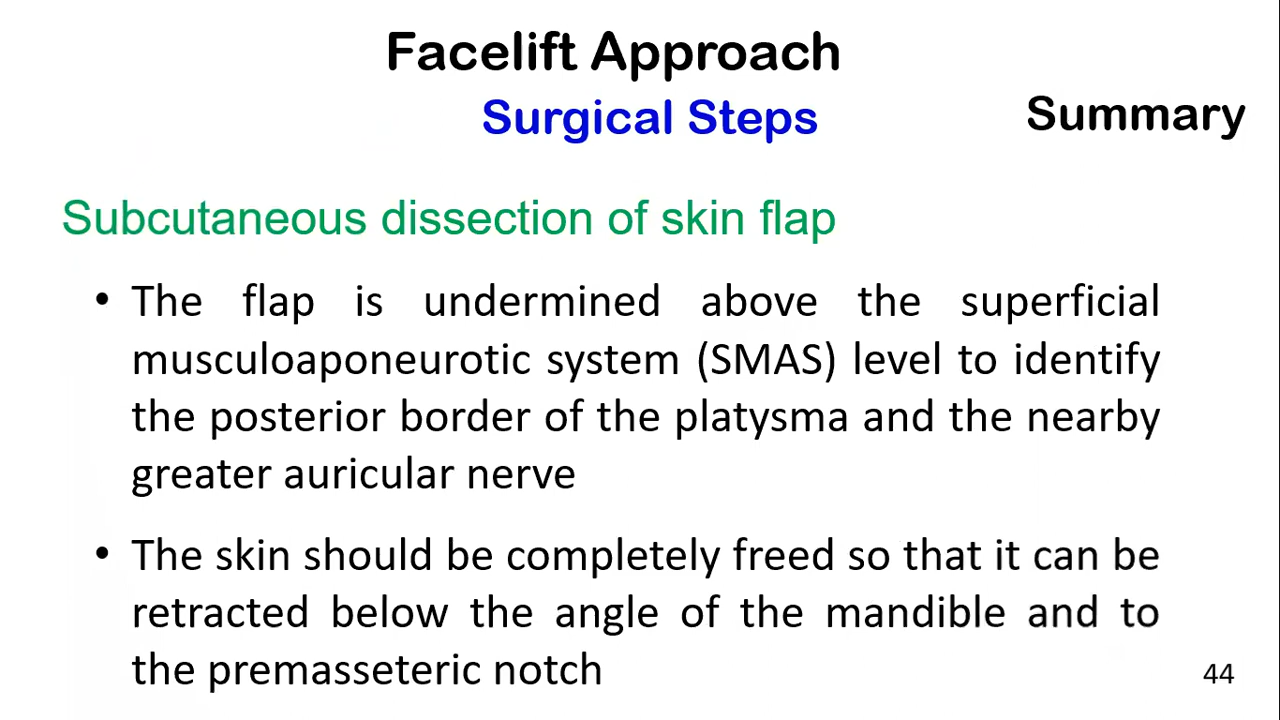 Facelift Approach
Surgical Steps
Summary
Subcutaneous dissection of skin flap
• The flap is undermined above the superficial
musculoaponeurotic system (SMAS) level to identify
the posterior border of the platysma and the nearby
greater auricular nerve
• The skin should be completely freed so that it can be
retracted below the angle of the mandible and to
the premasseteric notch
44